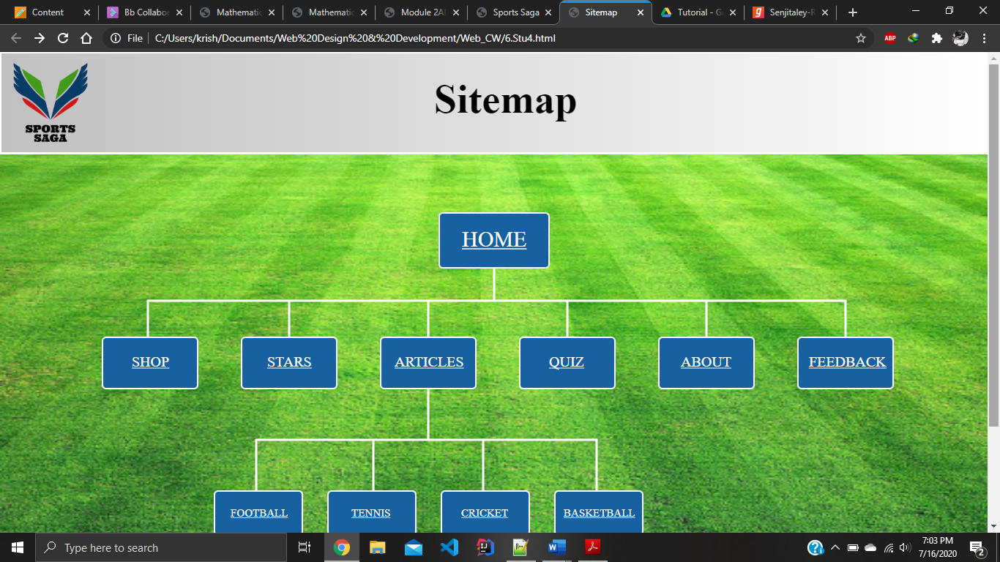 Content
Bb Collabor
Mathematic
Mathematic
Module 2A
Sports Saga
Sitemap
Tutorial - G
Senjitaley-R
File
C:/Users/krish/Documents/Web%20Design%20&%20Development/Web_CW/6.Stu4.html
ABP
SPORTS
SAGA
Sitemap
HOME
SHOP
STARS
ARTICLES
QUIZ
ABOUT
FEEDBACK
FOOTBALL
TENNIS
CRICKET
BASKETBALL
Type here to search
7:03 PM
7/16/2020
2